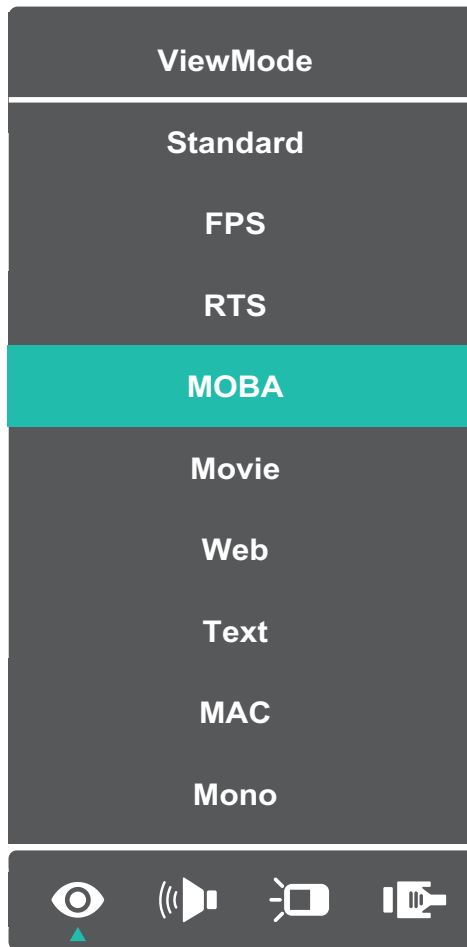 ViewMode
Standard
FPS
RTS
MOBA
Movie
Web
Text
MAC
Mono